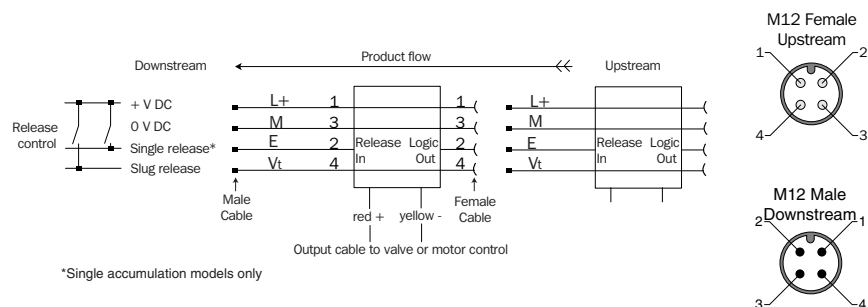 M12 Female
Upstream
1 2
4 3
Downstream Product flow Upstream
+ V DC
0 V DC
Single release*
Slug release
Release
control
L+ 1 1 L+
M 3 3 M
E 2 Release Logic 2 E Release Logic
In Out In Out
Vt 4 4 Vt
Male
Cable
red + yellow -
Female
Cable
Output cable to valve or motor control
*Single accumulation models only
M12 Male
Downstream
2 1
3 4